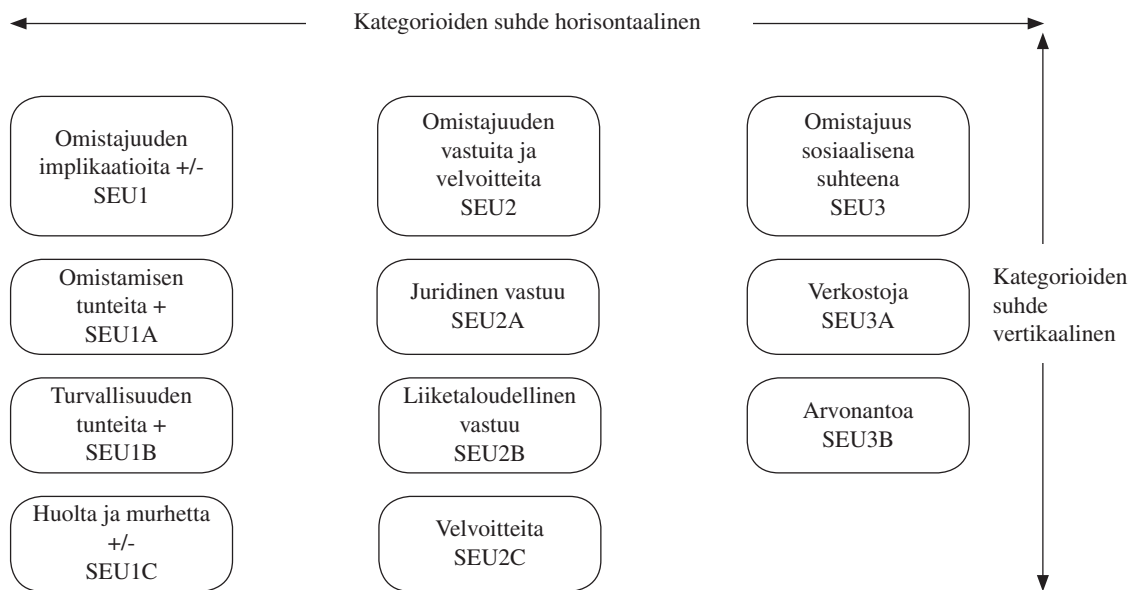 Kategorioiden suhde horisontaalinen
Omistajuuden
implikaatioita +/-
SEU1
Omistajuuden
vastuita ja
velvoitteita
SEU2
Omistajuus
sosiaalisena
suhteena
SEU3
Omistamisen
tunteita +
SEU1A
Juridinen vastuu
SEU2A
Verkostoja
SEU3A
Kategorioiden
suhde
vertikaalinen
Turvallisuuden
tunteita +
SEU1B
Liiketaloudellinen
vastuu
SEU2B
Arvonantoa
SEU3B
Huolta ja murhetta
+/-
SEU1C
Velvoitteita
SEU2C